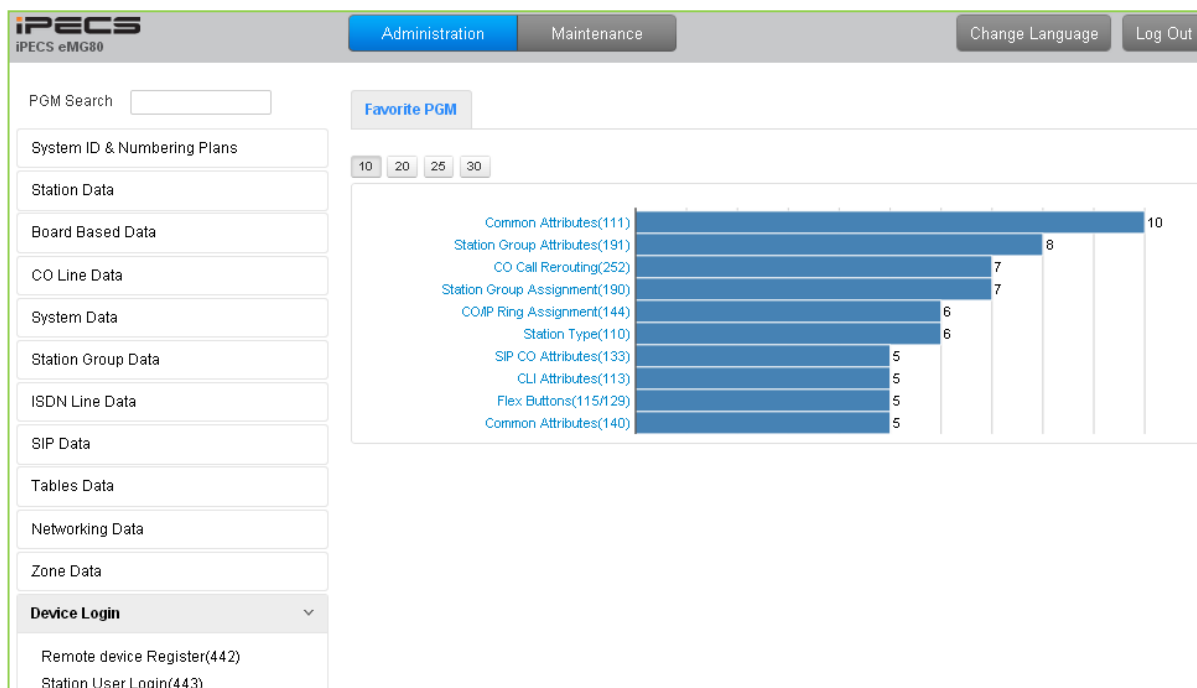 iPECS
iPECS eMG80
Administration
Maintenance
Change Language
Log Out
PGM Search
System ID & Numbering Plans
Station Data
Board Based Data
CO Line Data
System Data
Station Group Data
ISDN Line Data
SIP Data
Tables Data
Networking Data
Zone Data
Device Login
Remote device Register(442)
Station User Login(443)
Favorite PGM
10
20
25
30
Common Attributes(111) 10
Station Group Attributes(191) 8
CO Call Rerouting(252) 7
Station Group Assignment(190) 7
CO/IP Ring Assignment(144) 6
Station Type(110) 6
SIP CO Attributes(133) 5
CLI Attributes(113) 5
Flex Buttons(115/129) 5
Common Attributes(140) 5